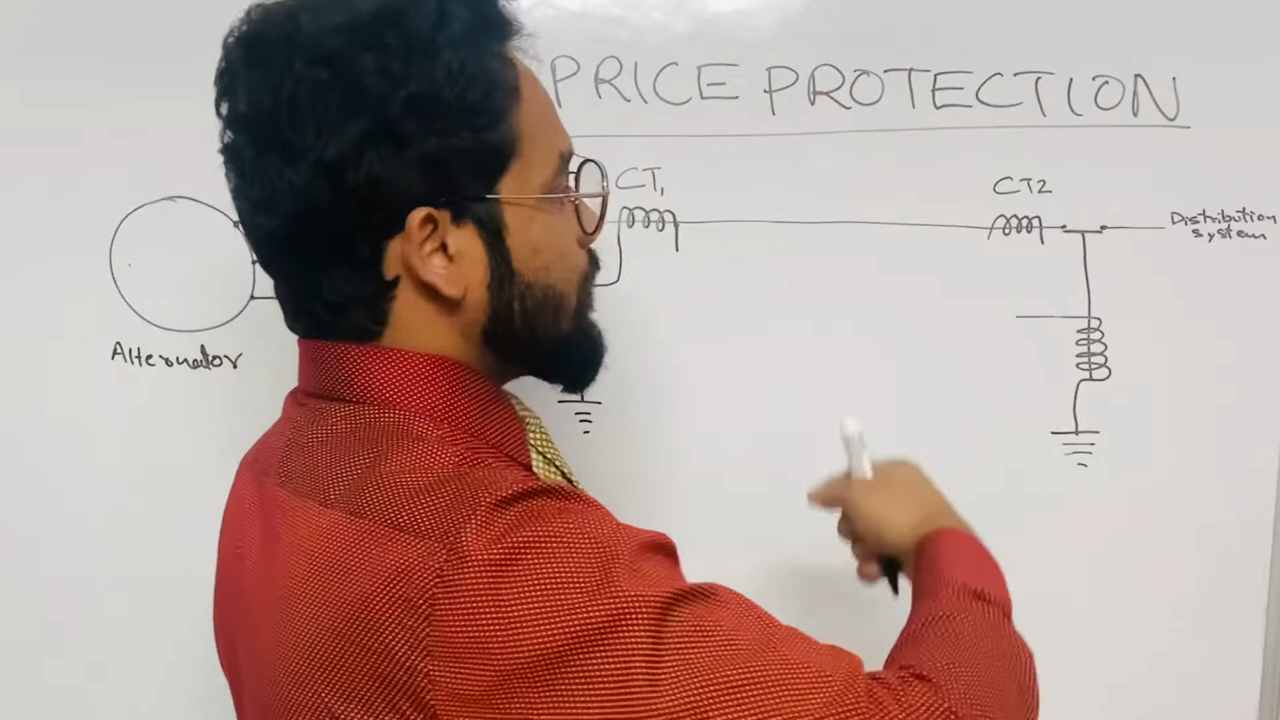 PRICE PROTECTION
CT1
CT2
Distribution
system
Alternator